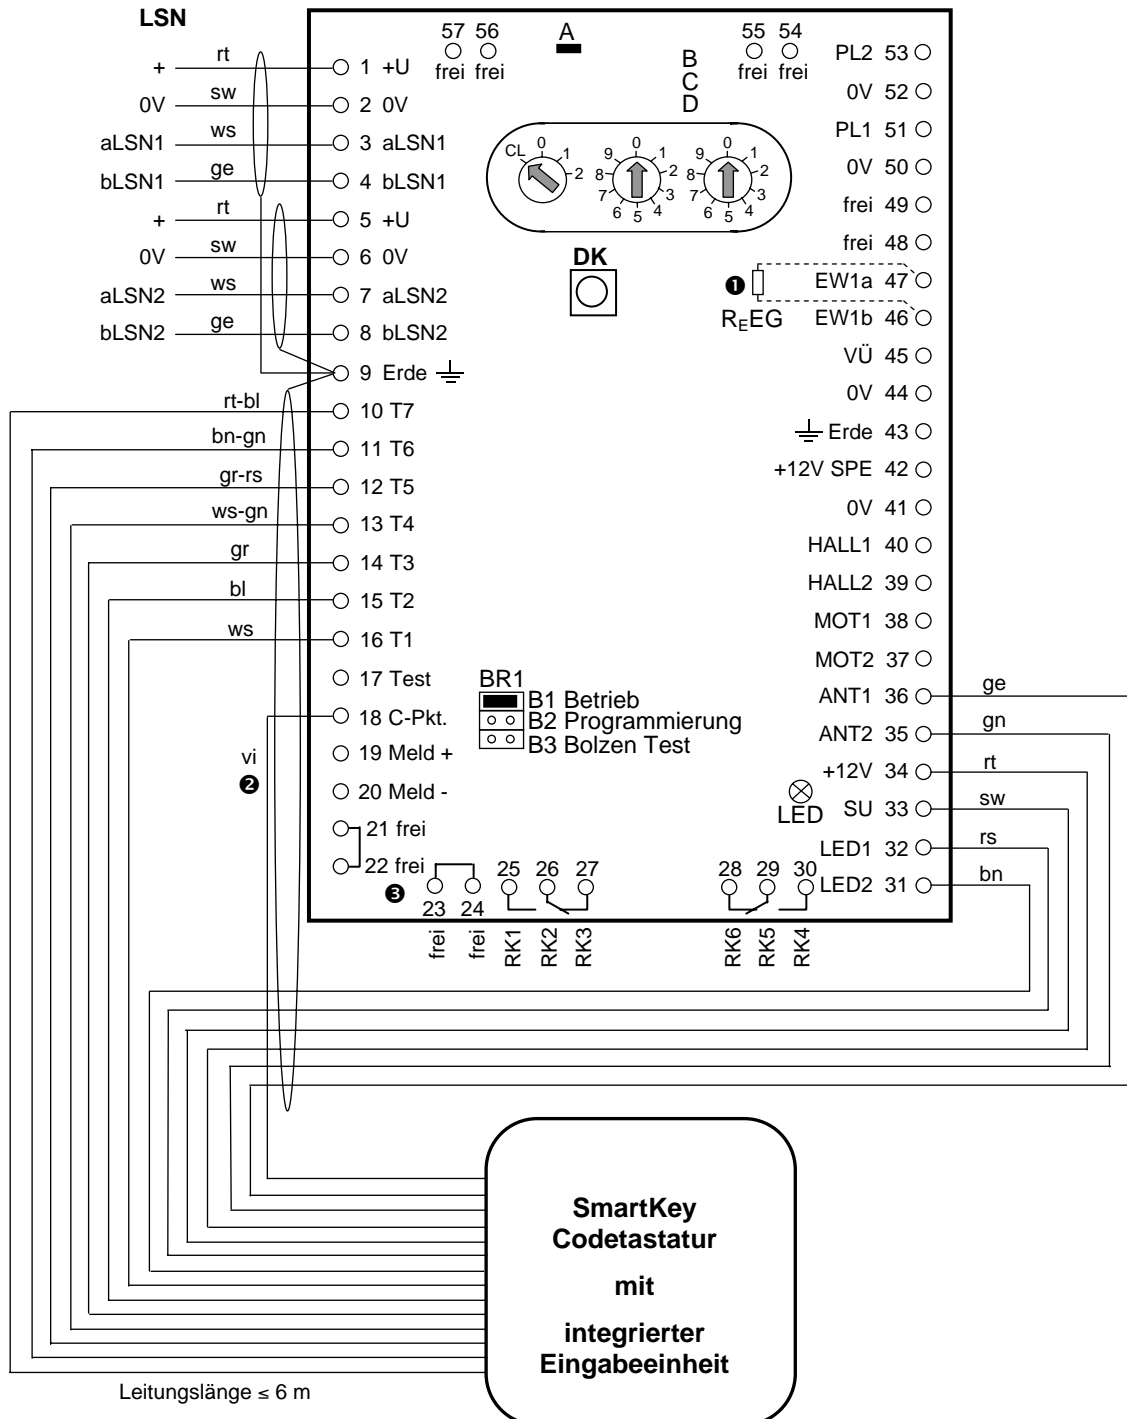 LSN
+ rt 1 +U
0V sw 2 0V
aLSN1 ws 3 aLSN1
bLSN1 ge 4 bLSN1
+ rt 5 +U
0V sw 6 0V
aLSN2 ws 7 aLSN2
bLSN2 ge 8 bLSN2
9 Erde
rt-bl 10 T7
bn-gn 11 T6
gr-rs 12 T5
ws-gn 13 T4
gr 14 T3
bl 15 T2
ws 16 T1
17 Test
18 C-Pkt.
vi
❷
19 Meld +
20 Meld -
21 frei
22 frei
❸
57 56
frei frei
A
B
C
D
55 54
frei frei
CL 0 1 2
0 1 2 3 4 5 6 7 8 9
0 1 2 3 4 5 6 7 8 9
DK
❶
REEG
BR1
B1 Betrieb
B2 Programmierung
B3 Bolzen Test
LED
PL2 53
0V 52
PL1 51
0V 50
frei 49
frei 48
EW1a 47
EW1b 46
VÜ 45
0V 44
Erde 43
+12V SPE 42
0V 41
HALL1 40
HALL2 39
MOT1 38
MOT2 37
ANT1 36 ge
ANT2 35 gn
+12V 34 rt
SU 33 sw
LED1 32 rs
LED2 31 bn
23 24 25 26 27
frei frei RK1 RK2 RK3
28 29 30
RK6 RK5 RK4
SmartKey
Codetastatur
mit
integrierter
Eingabeeinheit
Leitungslänge ≤ 6 m